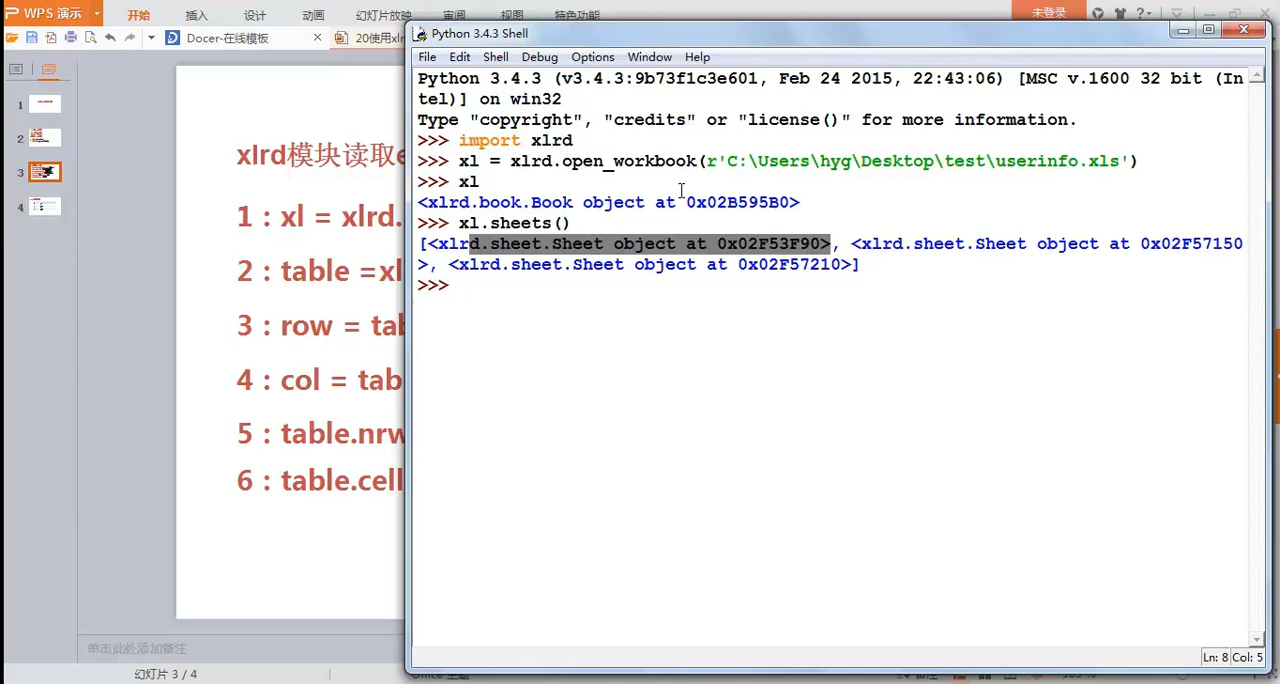 WPS 演示
开始
插入
设计
动画
幻灯片放映
审阅
视图
特色功能
未登录
Docer-在线模板
20使用xlr
1
2
3
4
xlrd模块读取e
1：xl = xlrd.
2：table =xl
3：row = tab
4：col = tab
5：table.nrw
6：table.cell
单击此处添加备注
幻灯片 3 / 4
Python 3.4.3 Shell
File Edit Shell Debug Options Window Help
Python 3.4.3 (v3.4.3:9b73f1c3e601, Feb 24 2015, 22:43:06) [MSC v.1600 32 bit (In
tel)] on win32
Type "copyright", "credits" or "license()" for more information.
>>> import xlrd
>>> xl = xlrd.open_workbook(r'C:\Users\hyg\Desktop\test\userinfo.xls')
>>> xl
<xlrd.book.Book object at 0x02B595B0>
>>> xl.sheets()
[<xlrd.sheet.Sheet object at 0x02F53F90>, <xlrd.sheet.Sheet object at 0x02F57150
>, <xlrd.sheet.Sheet object at 0x02F57210>]
>>>
Ln: 8 Col: 5